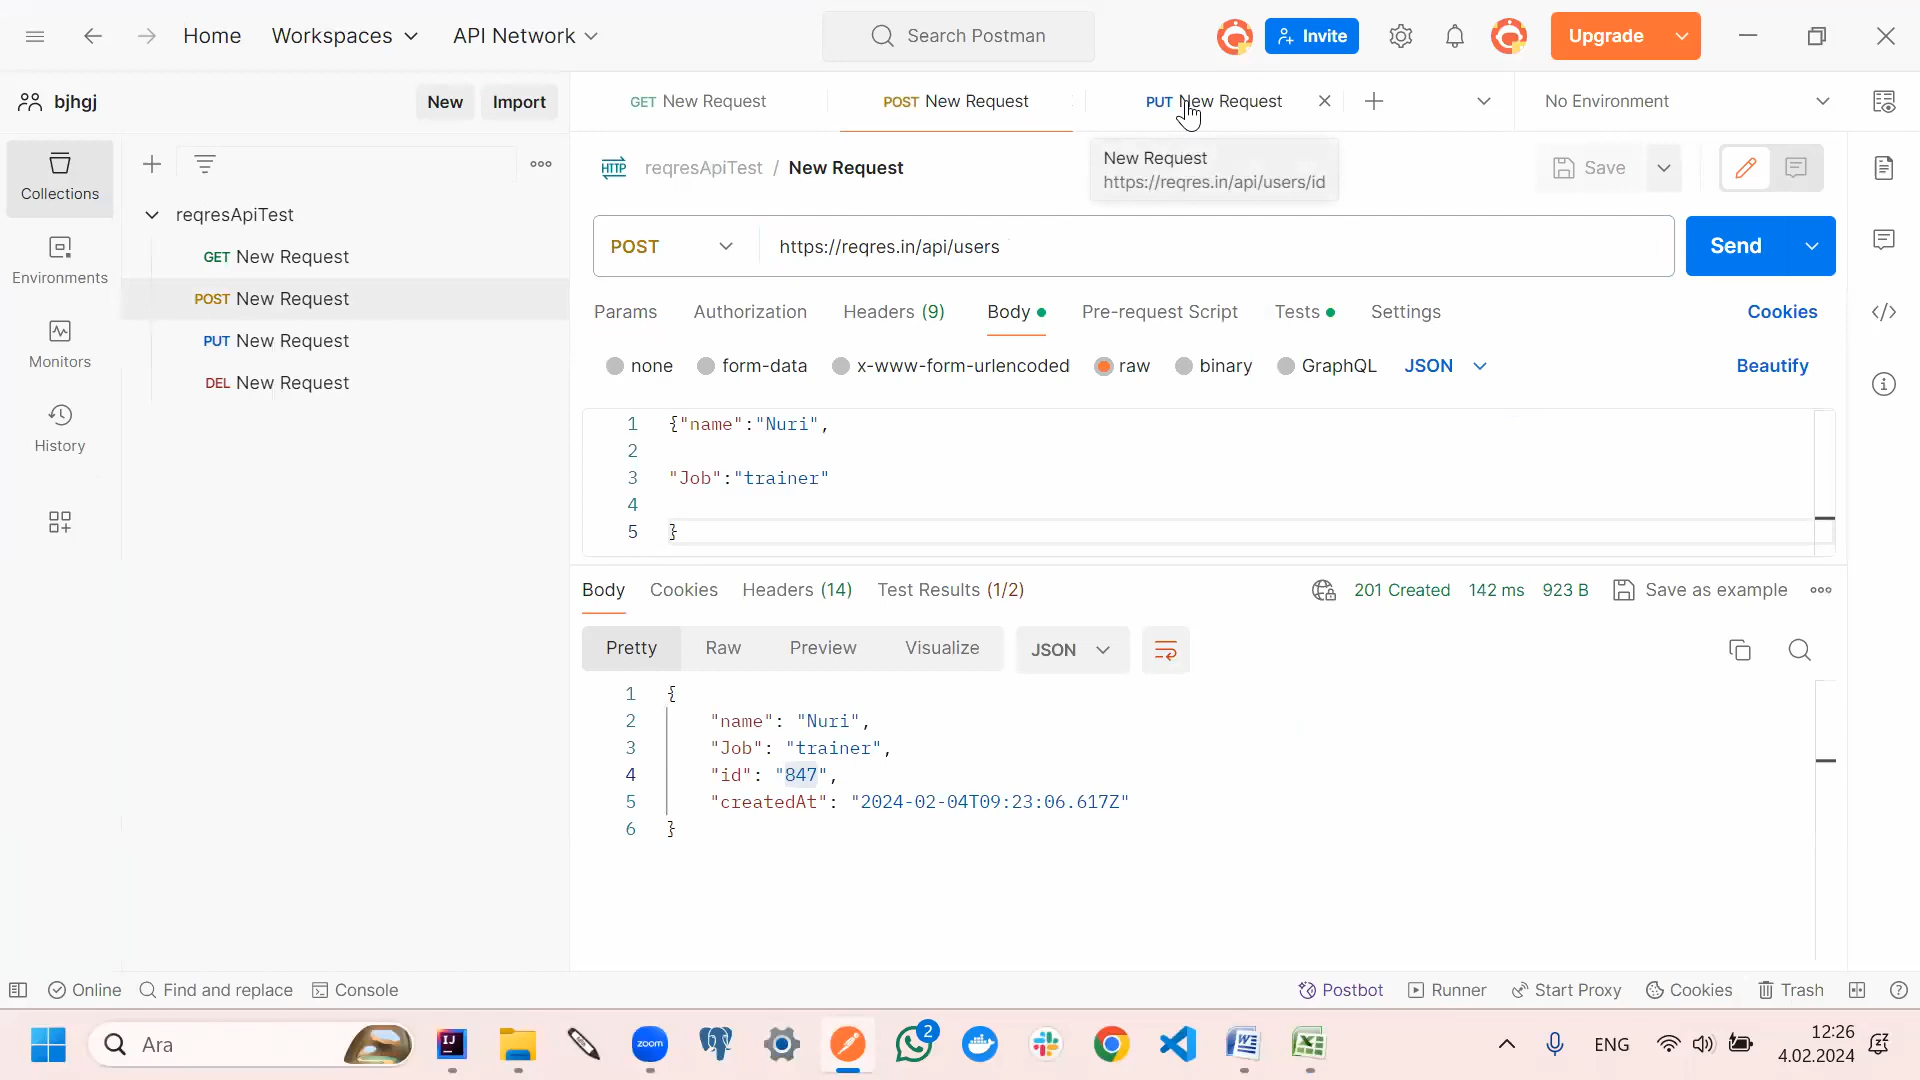 Home Workspaces API Network Search Postman Invite Upgrade
bjhgj New Import GET New Request POST New Request PUT New Request No Environment
New Request
https://reqres.in/api/users/id
Collections
Environments
Monitors
History
reqresApiTest
GET New Request
POST New Request
PUT New Request
DEL New Request
HTTP reqresApiTest / New Request Save
POST https://reqres.in/api/users Send
Params Authorization Headers (9) Body Pre-request Script Tests Settings Cookies
none form-data x-www-form-urlencoded raw binary GraphQL JSON Beautify
1 {"name":"Nuri",
2
3 "Job":"trainer"
4
5 }
Body Cookies Headers (14) Test Results (1/2) 201 Created 142 ms 923 B Save as example
Pretty Raw Preview Visualize JSON
1 {
2 "name": "Nuri",
3 "Job": "trainer",
4 "id": "847",
5 "createdAt": "2024-02-04T09:23:06.617Z"
6 }
Online Find and replace Console Postbot Runner Start Proxy Cookies Trash
Ara IJ zoom 2 ENG 12:26
4.02.2024